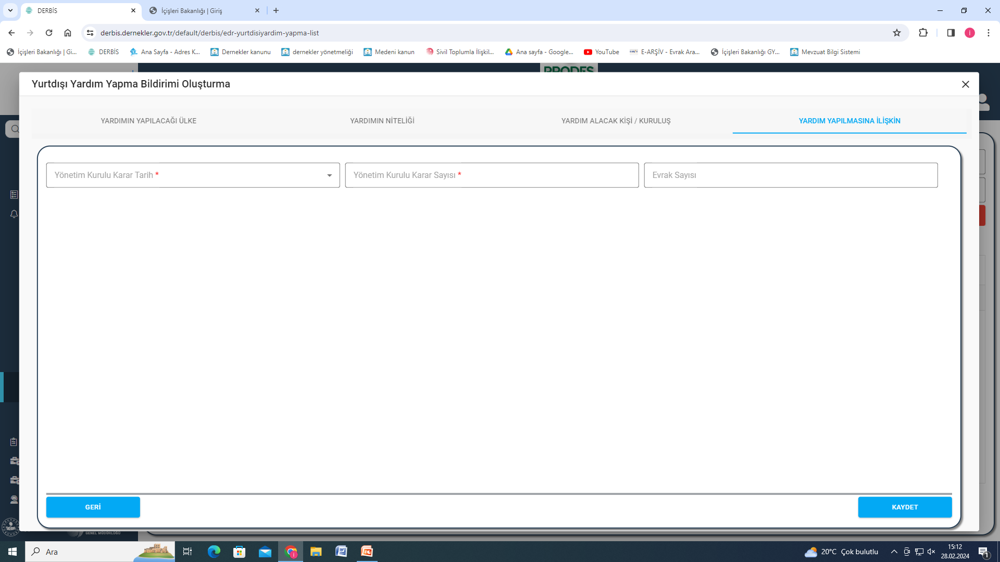 DERBİS
İçişleri Bakanlığı | Giriş
derbis.dernekler.gov.tr/default/derbis/edr-yurtdisiyardim-yapma-list
İçişleri Bakanlığı | Gi...
DERBİS
Ana Sayfa - Adres K...
Dernekler kanunu
dernekler yönetmeliği
Medeni kanun
Sivil Toplumla İlişkil...
Ana sayfa - Google...
YouTube
E-ARŞİV - Evrak Ara...
İçişleri Bakanlığı GY...
Mevzuat Bilgi Sistemi
PRODES
Yurtdışı Yardım Yapma Bildirimi Oluşturma
YARDIMIN YAPILACAĞI ÜLKE
YARDIMIN NİTELİĞİ
YARDIM ALACAK KİŞİ / KURULUŞ
YARDIM YAPILMASINA İLİŞKİN
Yönetim Kurulu Karar Tarih *
Yönetim Kurulu Karar Sayısı *
Evrak Sayısı
GERİ
KAYDET
GENEL MÜDÜRLÜĞÜ
Ara
20°C Çok bulutlu
15:12
28.02.2024
1